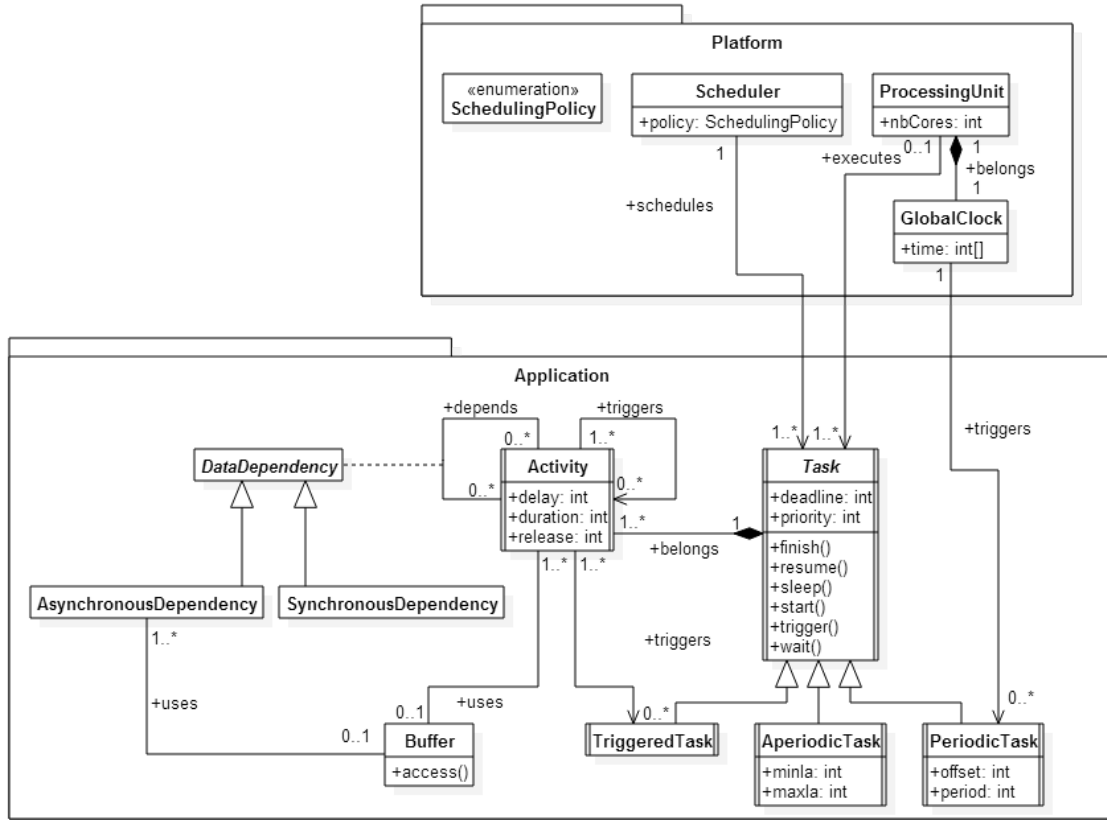 Platform
«enumeration»
SchedulingPolicy
Scheduler
+policy: SchedulingPolicy
1
ProcessingUnit
+nbCores: int
0..1
1
+executes
+belongs
1
+schedules
GlobalClock
+time: int[]
1
Application
+depends
+triggers
0..*
1..*
1..*
1..*
+triggers
DataDependency
Activity
+delay: int
+duration: int
+release: int
0..*
0..*
1..*
1
+belongs
1..*
1..*
Task
+deadline: int
+priority: int
+finish()
+resume()
+sleep()
+start()
+trigger()
+wait()
AsynchronousDependency
SynchronousDependency
1..*
+triggers
+uses
+uses
0..1
0..1
0..*
0..*
Buffer
+access()
TriggeredTask
AperiodicTask
+minIa: int
+maxIa: int
PeriodicTask
+offset: int
+period: int